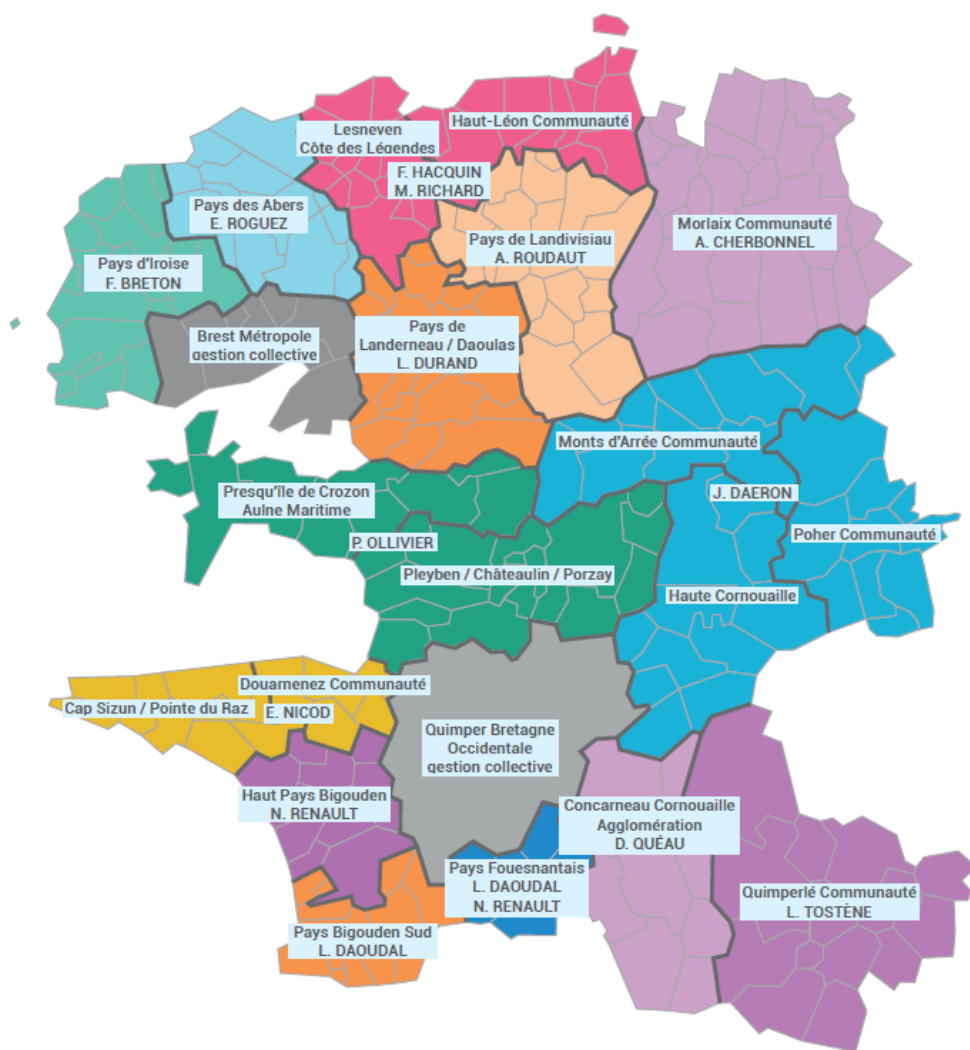 Haut-Léon Communauté
Lesneven
Côte des Légendes
F. HACQUIN
M. RICHARD
Pays des Abers
E. ROGUEZ
Pays de Landivisiau
A. ROUDAUT
Morlaix Communauté
A. CHERBONNEL
Pays d'Iroise
F. BRETON
Brest Métropole
gestion collective
Pays de
Landerneau / Daoulas
L. DURAND
Monts d'Arrée Communauté
J. DAERON
Presqu'île de Crozon
Aulne Maritime
P. OLLIVIER
Poher Communauté
Pleyben / Châteaulin / Porzay
Haute Cornouaille
Douarnenez Communauté
Cap Sizun / Pointe du Raz
E. NICOD
Quimper Bretagne
Occidentale
gestion collective
Haut Pays Bigouden
N. RENAULT
Concarneau Cornouaille
Agglomération
D. QUÉAU
Pays Fouesnantais
L. DAOUDAL
N. RENAULT
Quimperlé Communauté
L. TOSTÈNE
Pays Bigouden Sud
L. DAOUDAL